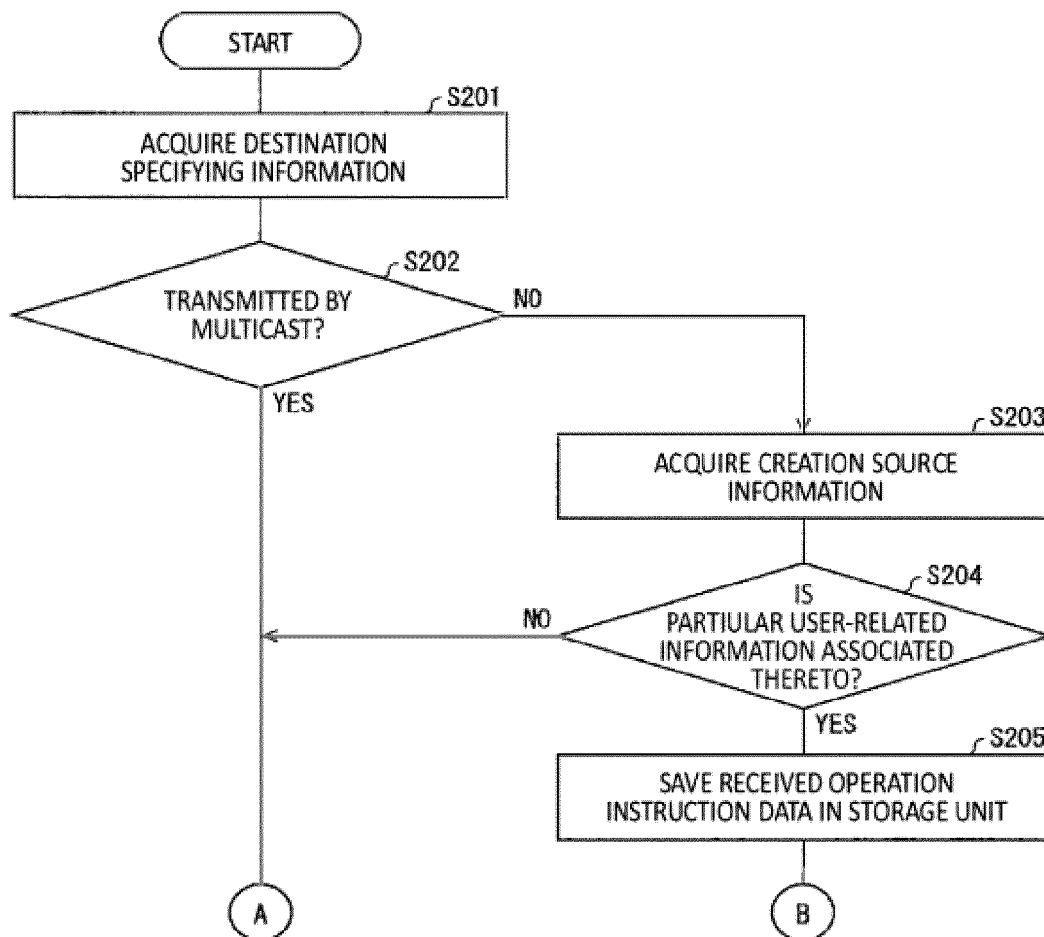 START
S201
ACQUIRE DESTINATION
SPECIFYING INFORMATION
S202
TRANSMITTED BY
MULTICAST?
NO
YES
S203
ACQUIRE CREATION SOURCE
INFORMATION
S204
IS
PARTIULAR USER-RELATED
INFORMATION ASSOCIATED
THERETO?
NO
YES
S205
SAVE RECEIVED OPERATION
INSTRUCTION DATA IN STORAGE UNIT
A
B